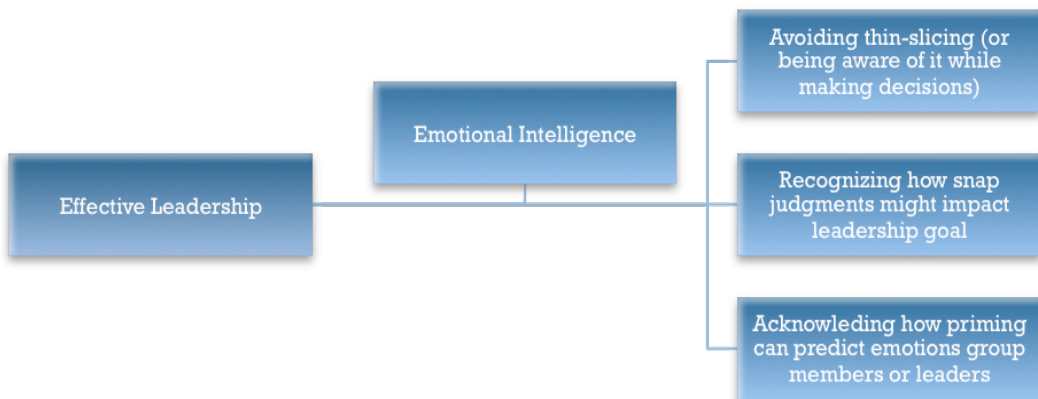 Avoiding thin-slicing (or
being aware of it while
making decisions)
Emotional Intelligence
Effective Leadership
Recognizing how snap
judgments might impact
leadership goal
Acknowleding how priming
can predict emotions group
members or leaders